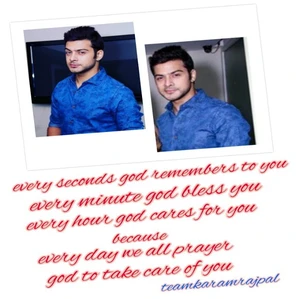 every seconds god remembers to you
every minute god bless you
every hour god cares for you
because
every day we all prayer
god to take care of you
teamkaramrajpal